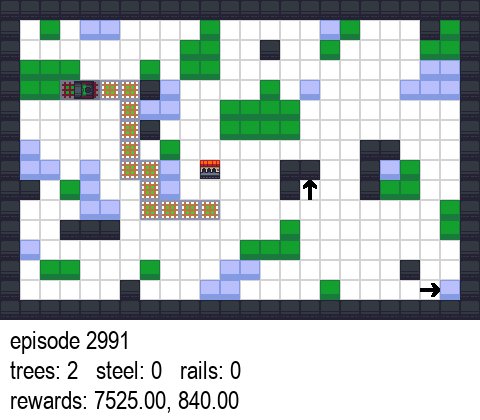 episode 2991
trees: 2 steel: 0 rails: 0
rewards: 7525.00, 840.00